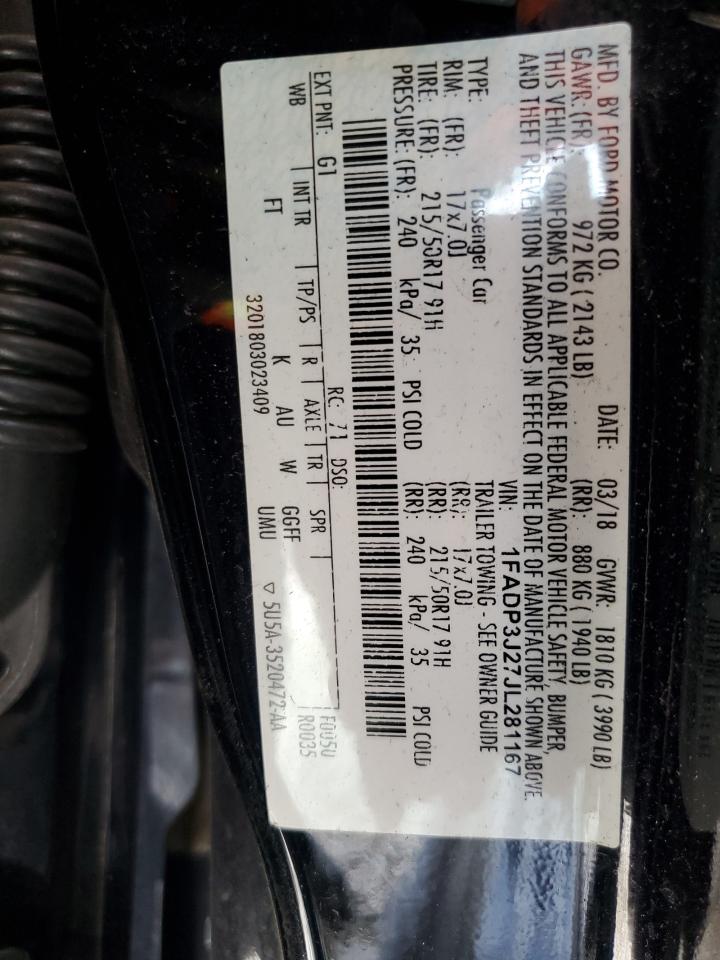 MFD. BY FORD MOTOR CO. DATE: 03/18 GVWR: 1810 KG ( 3990 LB)
GAWR: (FR): 972 KG ( 2143 LB) (RR): 880 KG ( 1940 LB)
THIS VEHICLE CONFORMS TO ALL APPLICABLE FEDERAL MOTOR VEHICLE SAFETY, BUMPER,
AND THEFT PREVENTION STANDARDS IN EFFECT ON THE DATE OF MANUFACTURE SHOWN ABOVE.
VIN: 1FADP3J27JL281167
TYPE: Passenger Car TRAILER TOWING - SEE OWNER GUIDE
RIM: (FR): 17x7.0J (RR): 17x7.0J
TIRE: (FR): 215/50R17 91H (RR): 215/50R17 91H
PRESSURE: (FR): 240 kPa/ 35 PSI COLD (RR): 240 kPa/ 35 PSI COLD
EXT PNT: G1 RC: 71 DSO: F0050
WB INT TR TP/PS R AXLE TR SPR R0035
FT K AU W GGFF
UMU
3201803023409 ▽ 5U5A-3520472-AA